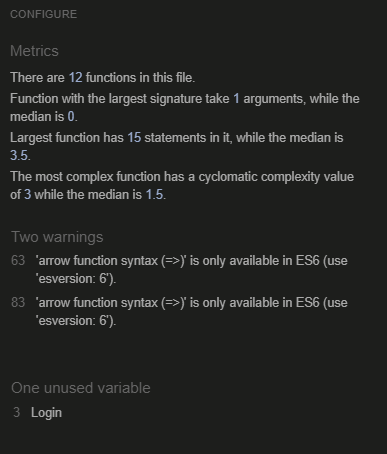 CONFIGURE
Metrics
There are 12 functions in this file.
Function with the largest signature take 1 arguments, while the
median is 0.
Largest function has 15 statements in it, while the median is
3.5.
The most complex function has a cyclomatic complexity value
of 3 while the median is 1.5.
Two warnings
63 'arrow function syntax (=>)' is only available in ES6 (use
'esversion: 6').
83 'arrow function syntax (=>)' is only available in ES6 (use
'esversion: 6').
One unused variable
3 Login